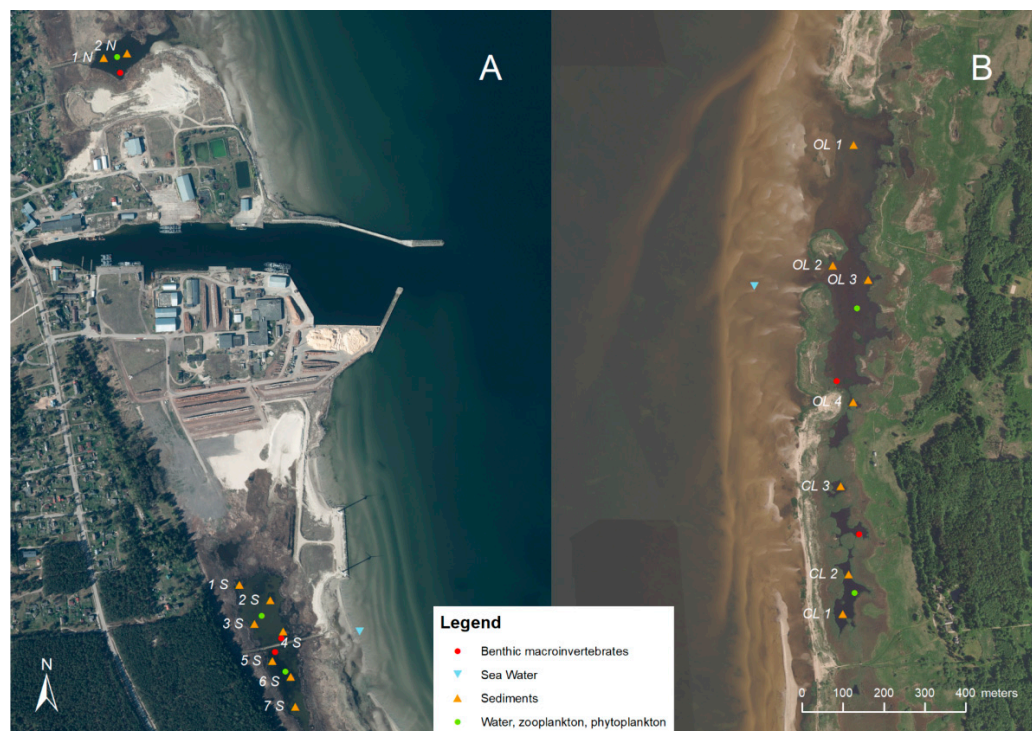 A
B
2 N
1 N
OL 1
OL 2
OL 3
OL 4
CL 3
CL 2
CL 1
1 S
2 S
3 S
4 S
5 S
6 S
7 S
N
Legend
Benthic macroinvertebrates
Sea Water
Sediments
Water, zooplankton, phytoplankton
0 100 200 300 400 meters